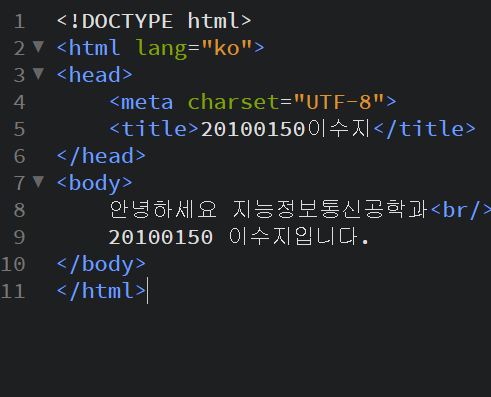 1 <!DOCTYPE html>
2 <html lang="ko">
3 <head>
4 <meta charset="UTF-8">
5 <title>20100150이수지</title>
6 </head>
7 <body>
8 안녕하세요 지능정보통신공학과<br/>
9 20100150 이수지입니다.
10 </body>
11 </html>